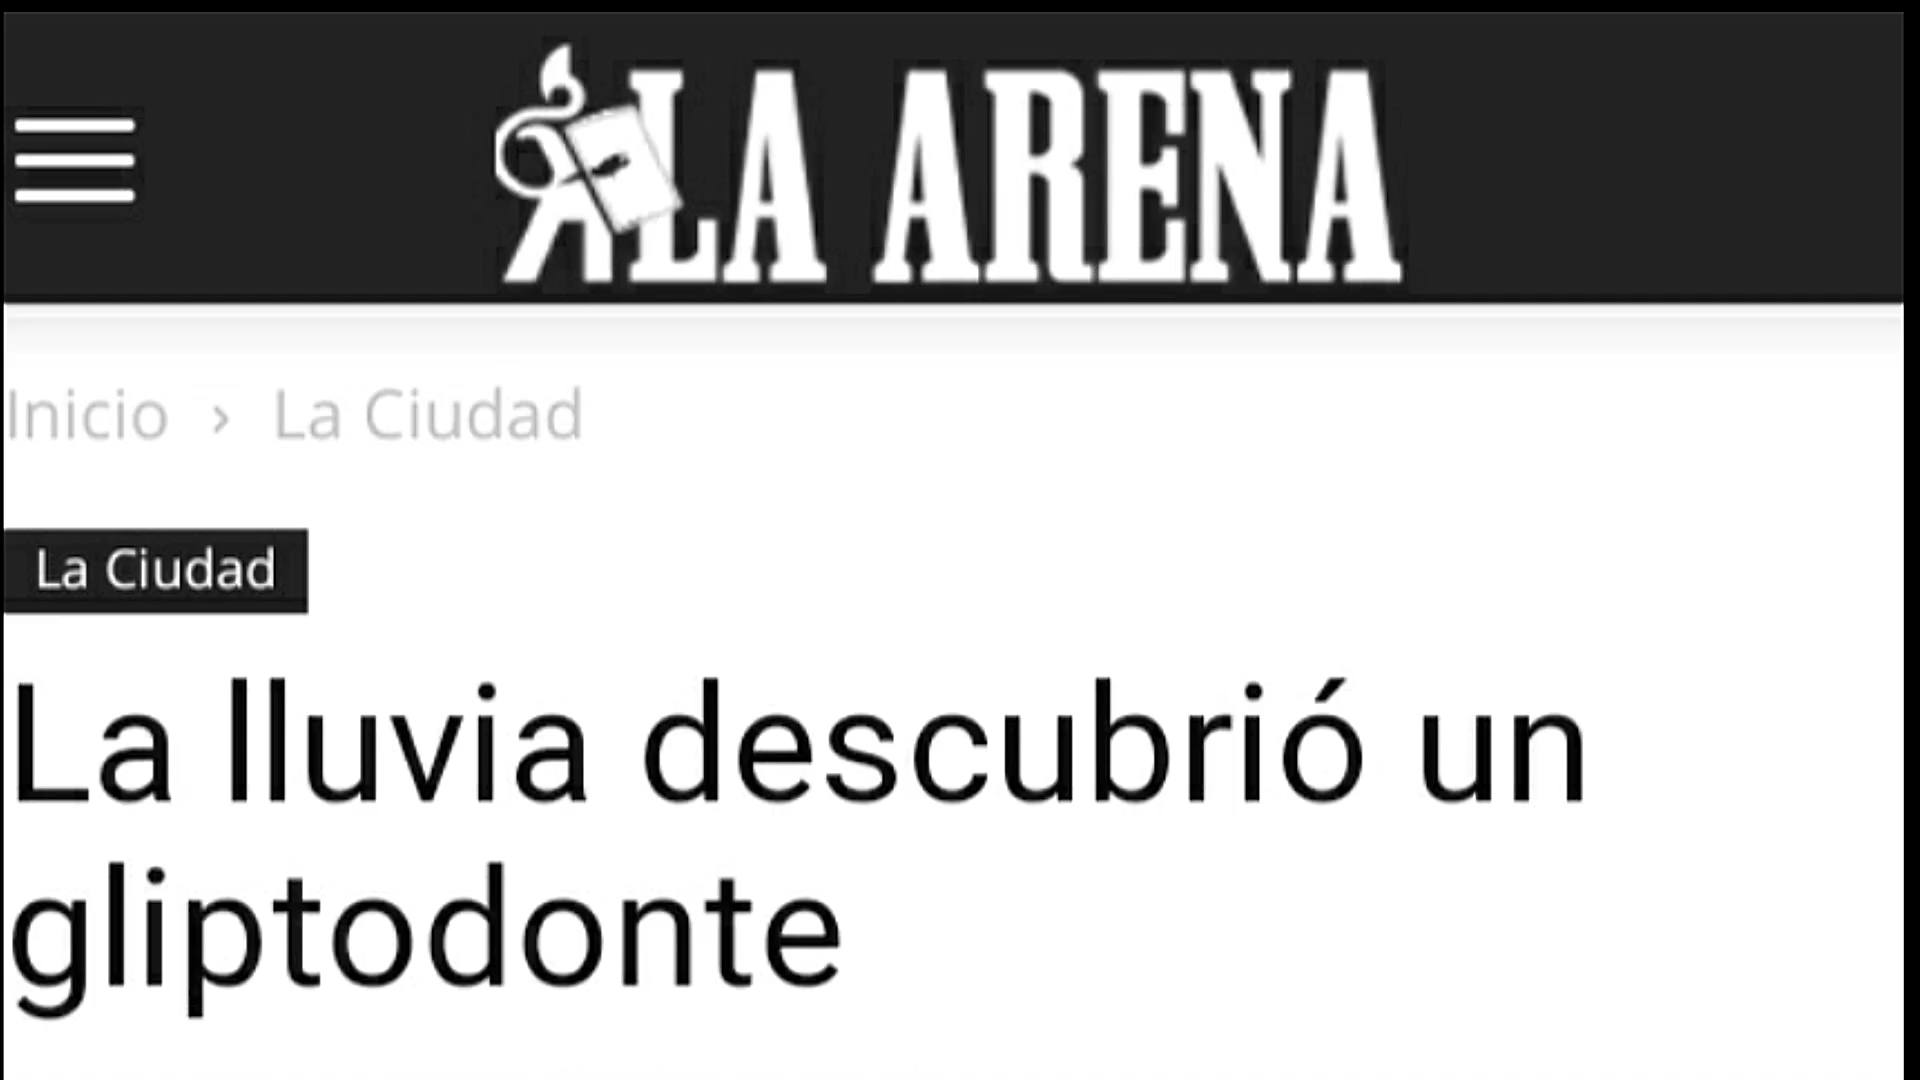 LA ARENA
Inicio › La Ciudad
La Ciudad
La lluvia descubrió un
gliptodonte